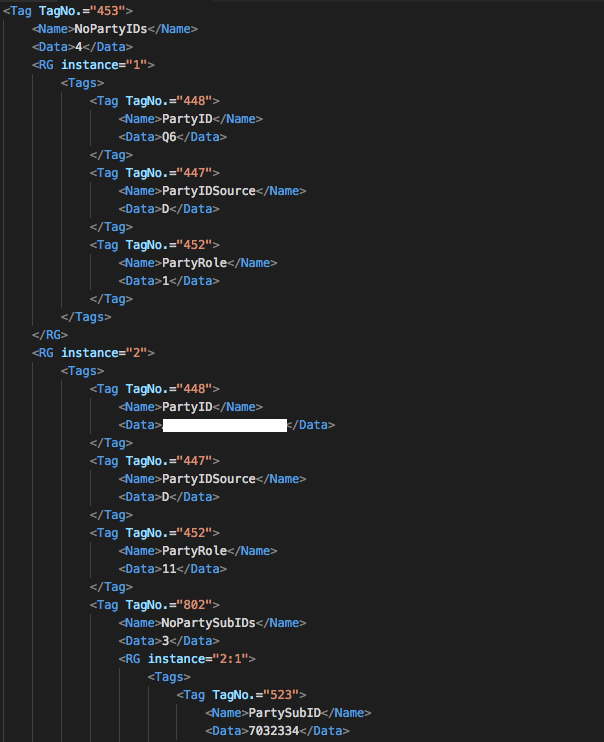 <Tag TagNo.="453">
<Name>NoPartyIDs</Name>
<Data>4</Data>
<RG instance="1">
<Tags>
<Tag TagNo.="448">
<Name>PartyID</Name>
<Data>Q6</Data>
</Tag>
<Tag TagNo.="447">
<Name>PartyIDSource</Name>
<Data>D</Data>
</Tag>
<Tag TagNo.="452">
<Name>PartyRole</Name>
<Data>1</Data>
</Tag>
</Tags>
</RG>
<RG instance="2">
<Tags>
<Tag TagNo.="448">
<Name>PartyID</Name>
<Data></Data>
</Tag>
<Tag TagNo.="447">
<Name>PartyIDSource</Name>
<Data>D</Data>
</Tag>
<Tag TagNo.="452">
<Name>PartyRole</Name>
<Data>11</Data>
</Tag>
<Tag TagNo.="802">
<Name>NoPartySubIDs</Name>
<Data>3</Data>
<RG instance="2:1">
<Tags>
<Tag TagNo.="523">
<Name>PartySubID</Name>
<Data>7032334</Data>